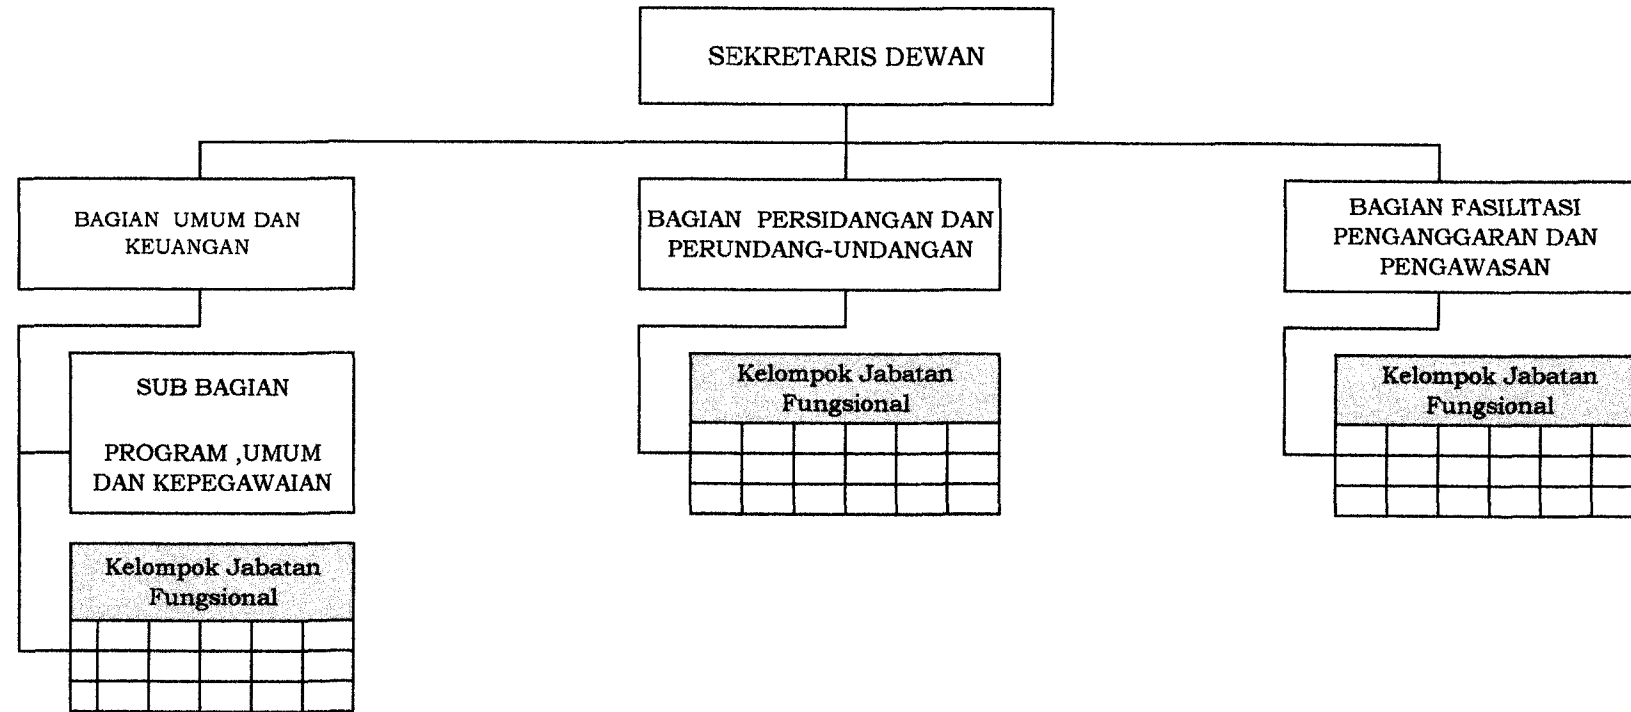 SEKRETARIS DEWAN
BAGIAN UMUM DAN
KEUANGAN
BAGIAN PERSIDANGAN DAN
PERUNDANG-UNDANGAN
BAGIAN FASILITASI
PENGANGGARAN DAN
PENGAWASAN
SUB BAGIAN
PROGRAM ,UMUM
DAN KEPEGAWAIAN
Kelompok Jabatan
Fungsional
Kelompok Jabatan
Fungsional
Kelompok Jabatan
Fungsional